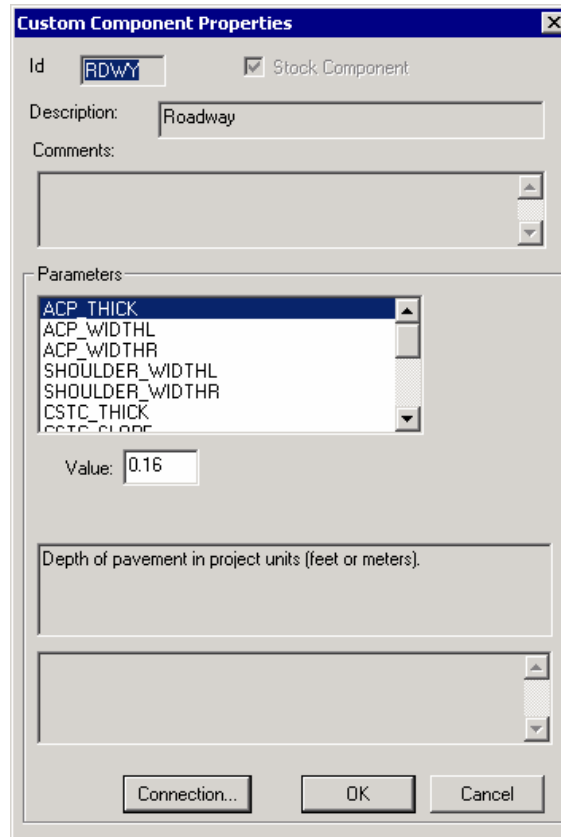 Custom Component Properties
Id RDWY Stock Component
Description: Roadway
Comments:
Parameters
ACP_THICK
ACP_WIDTHL
ACP_WIDTHR
SHOULDER_WIDTHL
SHOULDER_WIDTHR
CSTC_THICK
CSTC_SLOPE
Value: 0.16
Depth of pavement in project units (feet or meters).
Connection... OK Cancel